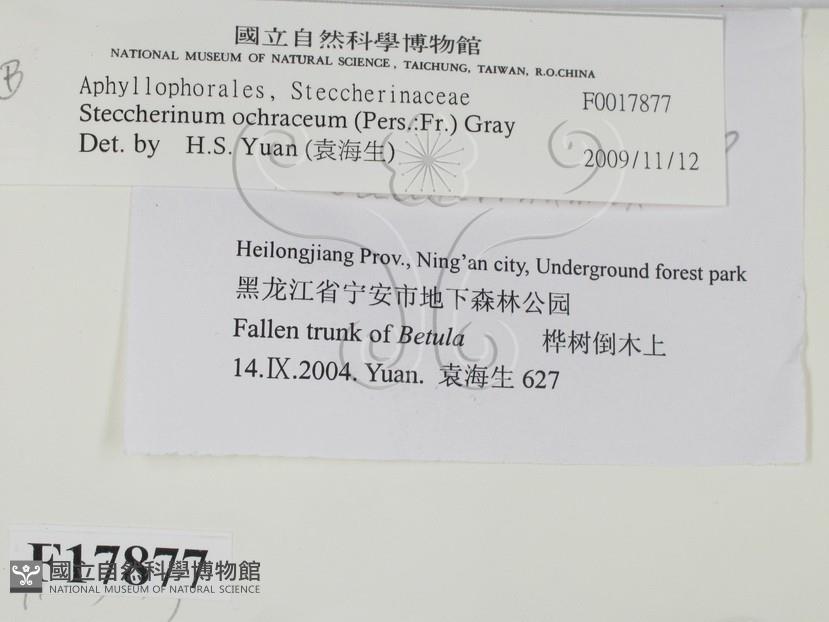 國立自然科學博物館
NATIONAL MUSEUM OF NATURAL SCIENCE, TAICHUNG, TAIWAN, R.O.CHINA
B
Aphyllophorales, Steccherinaceae F0017877
Steccherinum ochraceum (Pers.:Fr.) Gray
Det. by H.S. Yuan (袁海生) 2009/11/12
Heilongjiang Prov., Ning'an city, Underground forest park
黑龙江省宁安市地下森林公园
Fallen trunk of Betula 桦树倒木上
14.IX.2004. Yuan. 袁海生 627
F17877
國立自然科學博物館
NATIONAL MUSEUM OF NATURAL SCIENCE